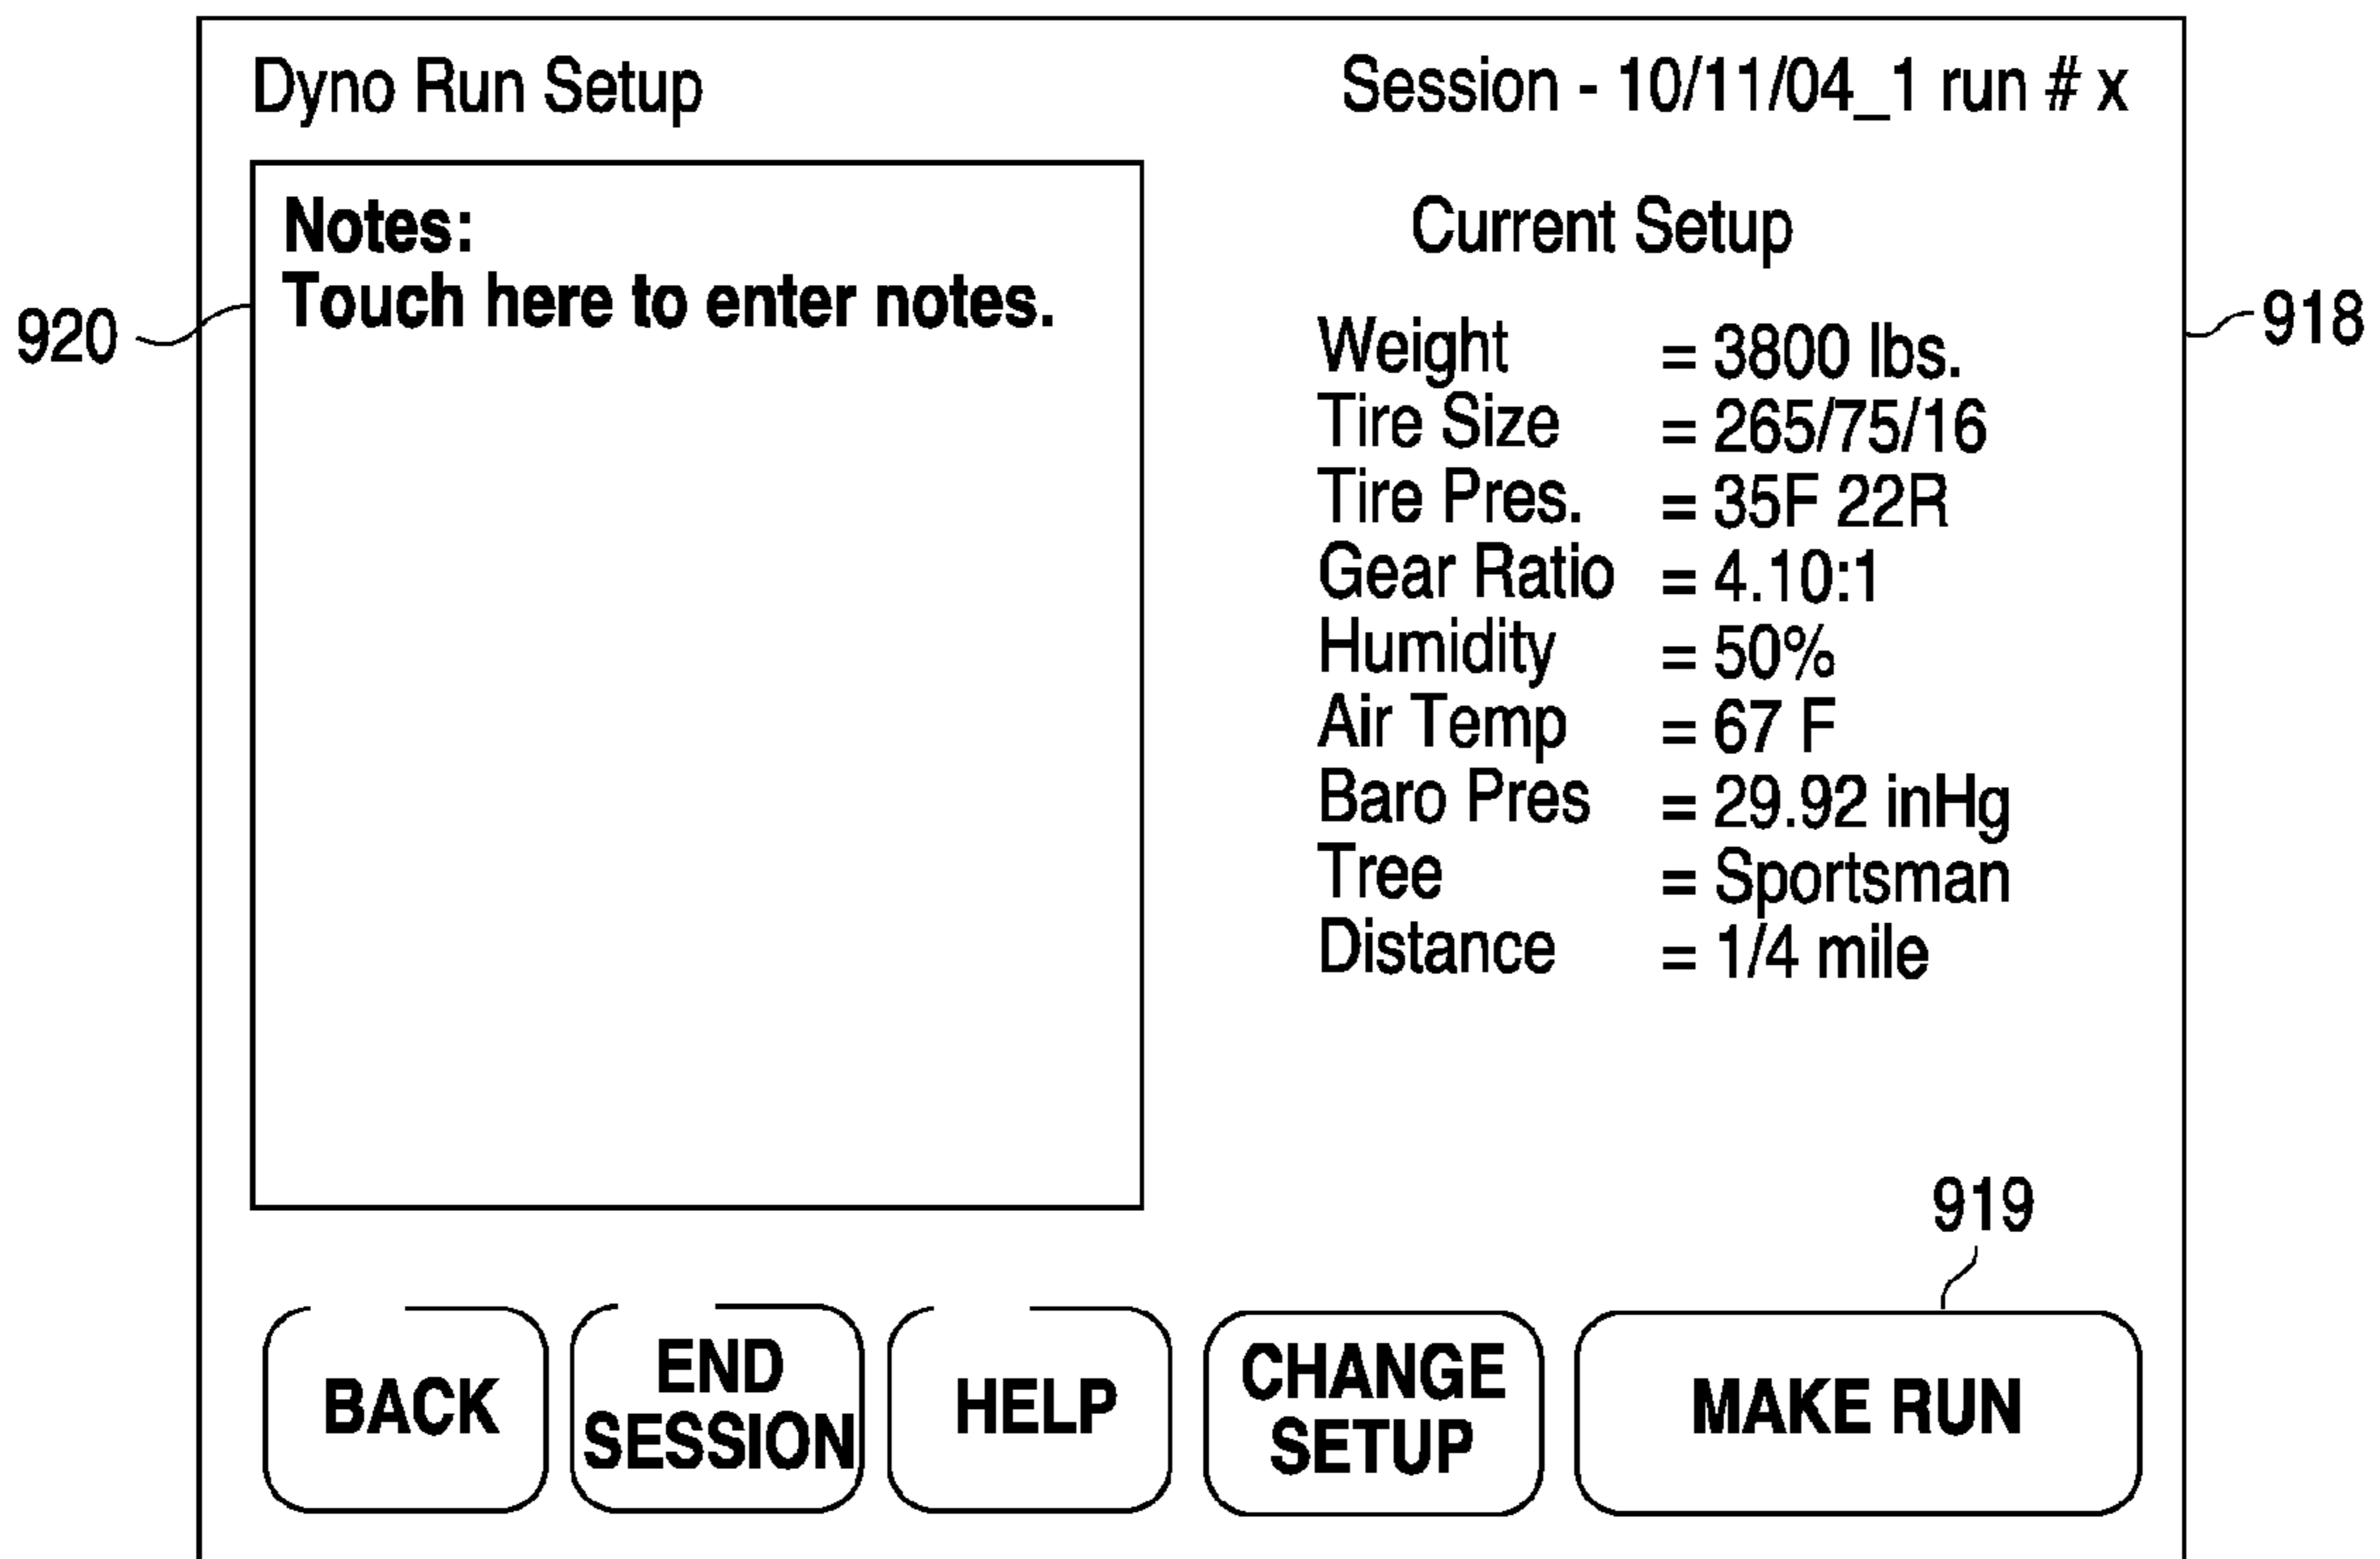 Dyno Run Setup
Session - 10/11/04_1 run # x
Notes:
Touch here to enter notes.
920
Current Setup
918
Weight = 3800 lbs.
Tire Size = 265/75/16
Tire Pres. = 35F 22R
Gear Ratio = 4.10:1
Humidity = 50%
Air Temp = 67 F
Baro Pres = 29.92 inHg
Tree = Sportsman
Distance = 1/4 mile
919
BACK
END
SESSION
HELP
CHANGE
SETUP
MAKE RUN